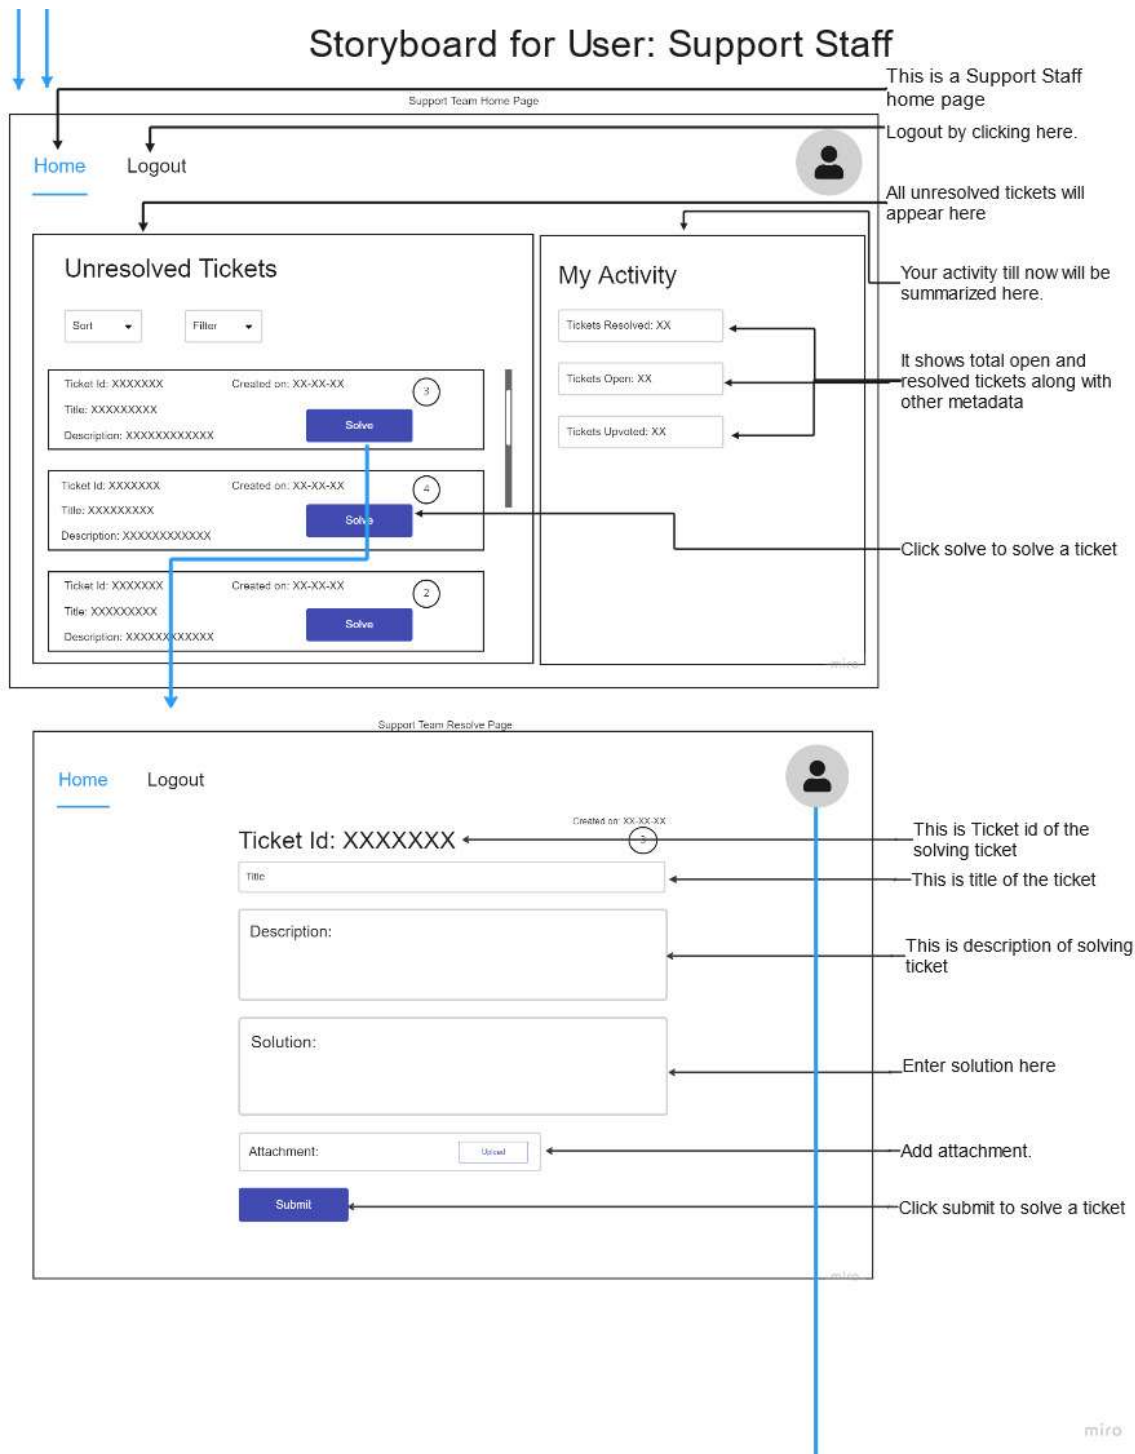 Storyboard for User: Support Staff
This is a Support Staff
home page
Support Team Home Page
Logout by clicking here.
Home
Logout
All unresolved tickets will
appear here
Unresolved Tickets
My Activity
Your activity till now will be
summarized here.
Sort
Filter
Tickets Resolved: XX
It shows total open and
resolved tickets along with
other metadata
Ticket Id: XXXXXXX
Created on: XX-XX-XX
3
Title: XXXXXXXXX
Solve
Description: XXXXXXXXXXXX
Tickets Open: XX
Tickets Upvoted: XX
Ticket Id: XXXXXXX
Created on: XX-XX-XX
4
Title: XXXXXXXXX
Solve
Description: XXXXXXXXXXXX
Click solve to solve a ticket
Ticket Id: XXXXXXX
Created on: XX-XX-XX
2
Title: XXXXXXXXX
Solve
Description: XXXXXXXXXXXX
miro
Support Team Resolve Page
Home
Logout
Created on: XX-XX-XX
Ticket Id: XXXXXXX
3
This is Ticket id of the
solving ticket
Title
This is title of the ticket
Description:
This is description of solving
ticket
Solution:
Enter solution here
Attachment:
Upload
Add attachment.
Submit
Click submit to solve a ticket
miro
miro